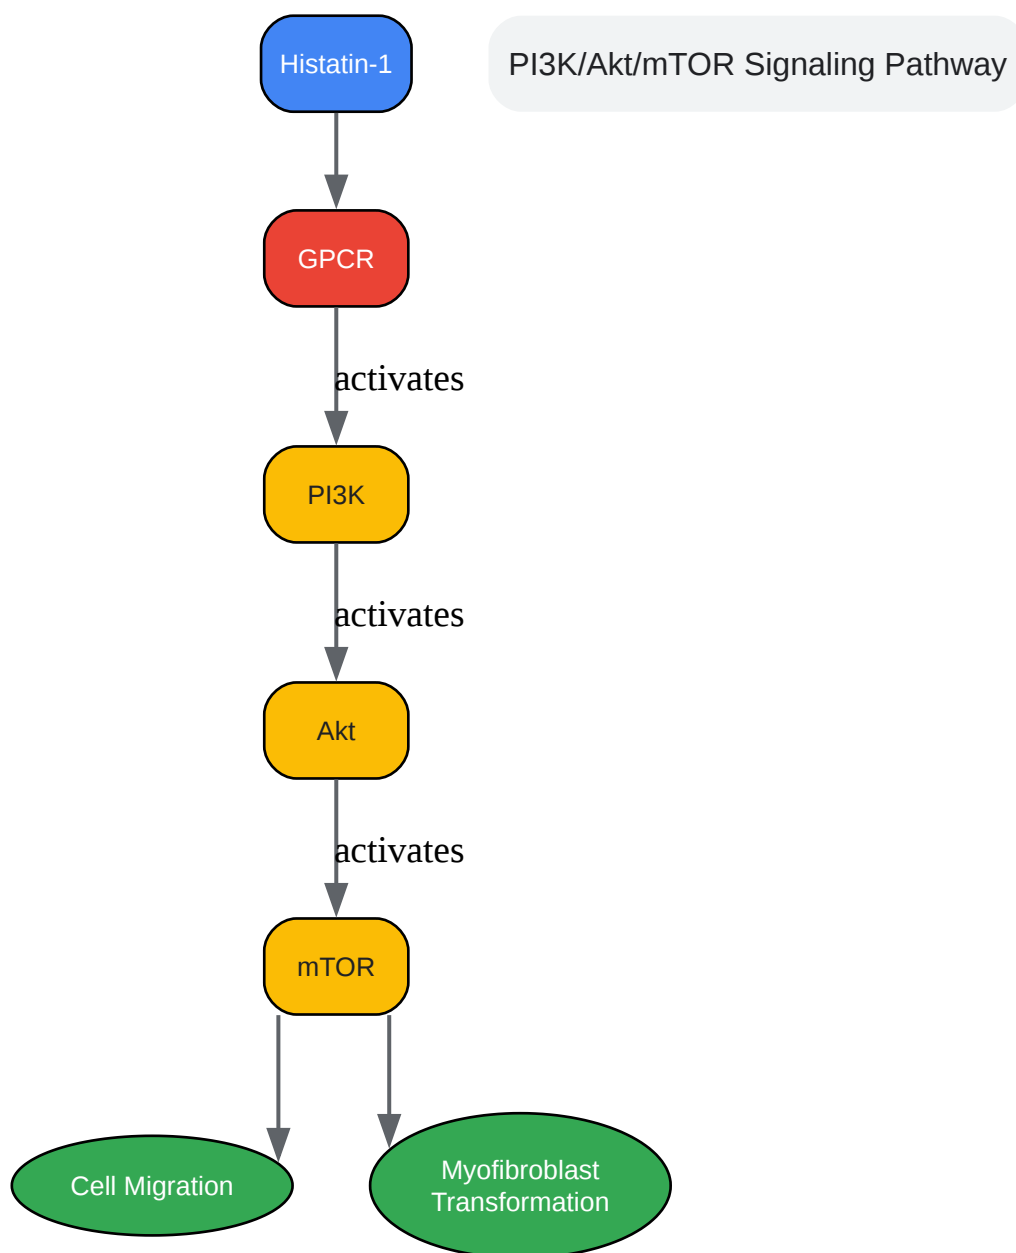 Histatin-1
PI3K/Akt/mTOR Signaling Pathway
GPCR
activates
PI3K
activates
Akt
activates
mTOR
Cell Migration
Myofibroblast
Transformation